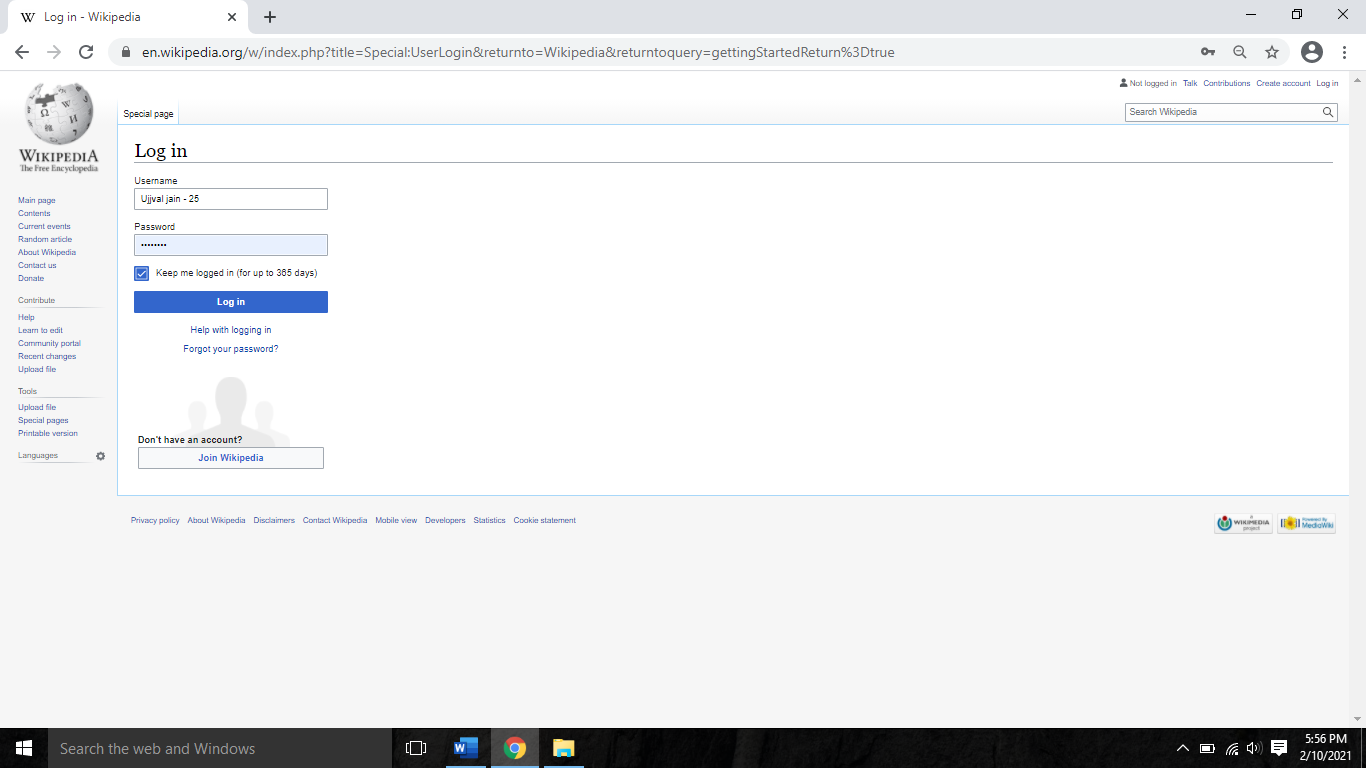 Log in - Wikipedia
en.wikipedia.org/w/index.php?title=Special:UserLogin&returnto=Wikipedia&returntoquery=gettingStartedReturn%3Dtrue
Not logged in Talk Contributions Create account Log in
Special page
Search Wikipedia
WIKIPEDIA
The Free Encyclopedia
Main page
Contents
Current events
Random article
About Wikipedia
Contact us
Donate
Contribute
Help
Learn to edit
Community portal
Recent changes
Upload file
Tools
Upload file
Special pages
Printable version
Languages
Log in
Username
Ujjval jain - 25
Password
••••••••
Keep me logged in (for up to 365 days)
Log in
Help with logging in
Forgot your password?
Don't have an account?
Join Wikipedia
Privacy policy About Wikipedia Disclaimers Contact Wikipedia Mobile view Developers Statistics Cookie statement
A
WIKIMEDIA
project
Powered By
MediaWiki
Search the web and Windows
5:56 PM
2/10/2021